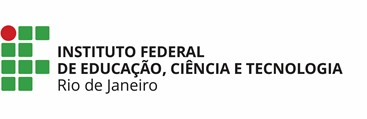 INSTITUTO FEDERAL
DE EDUCAÇÃO, CIÊNCIA E TECNOLOGIA
Rio de Janeiro